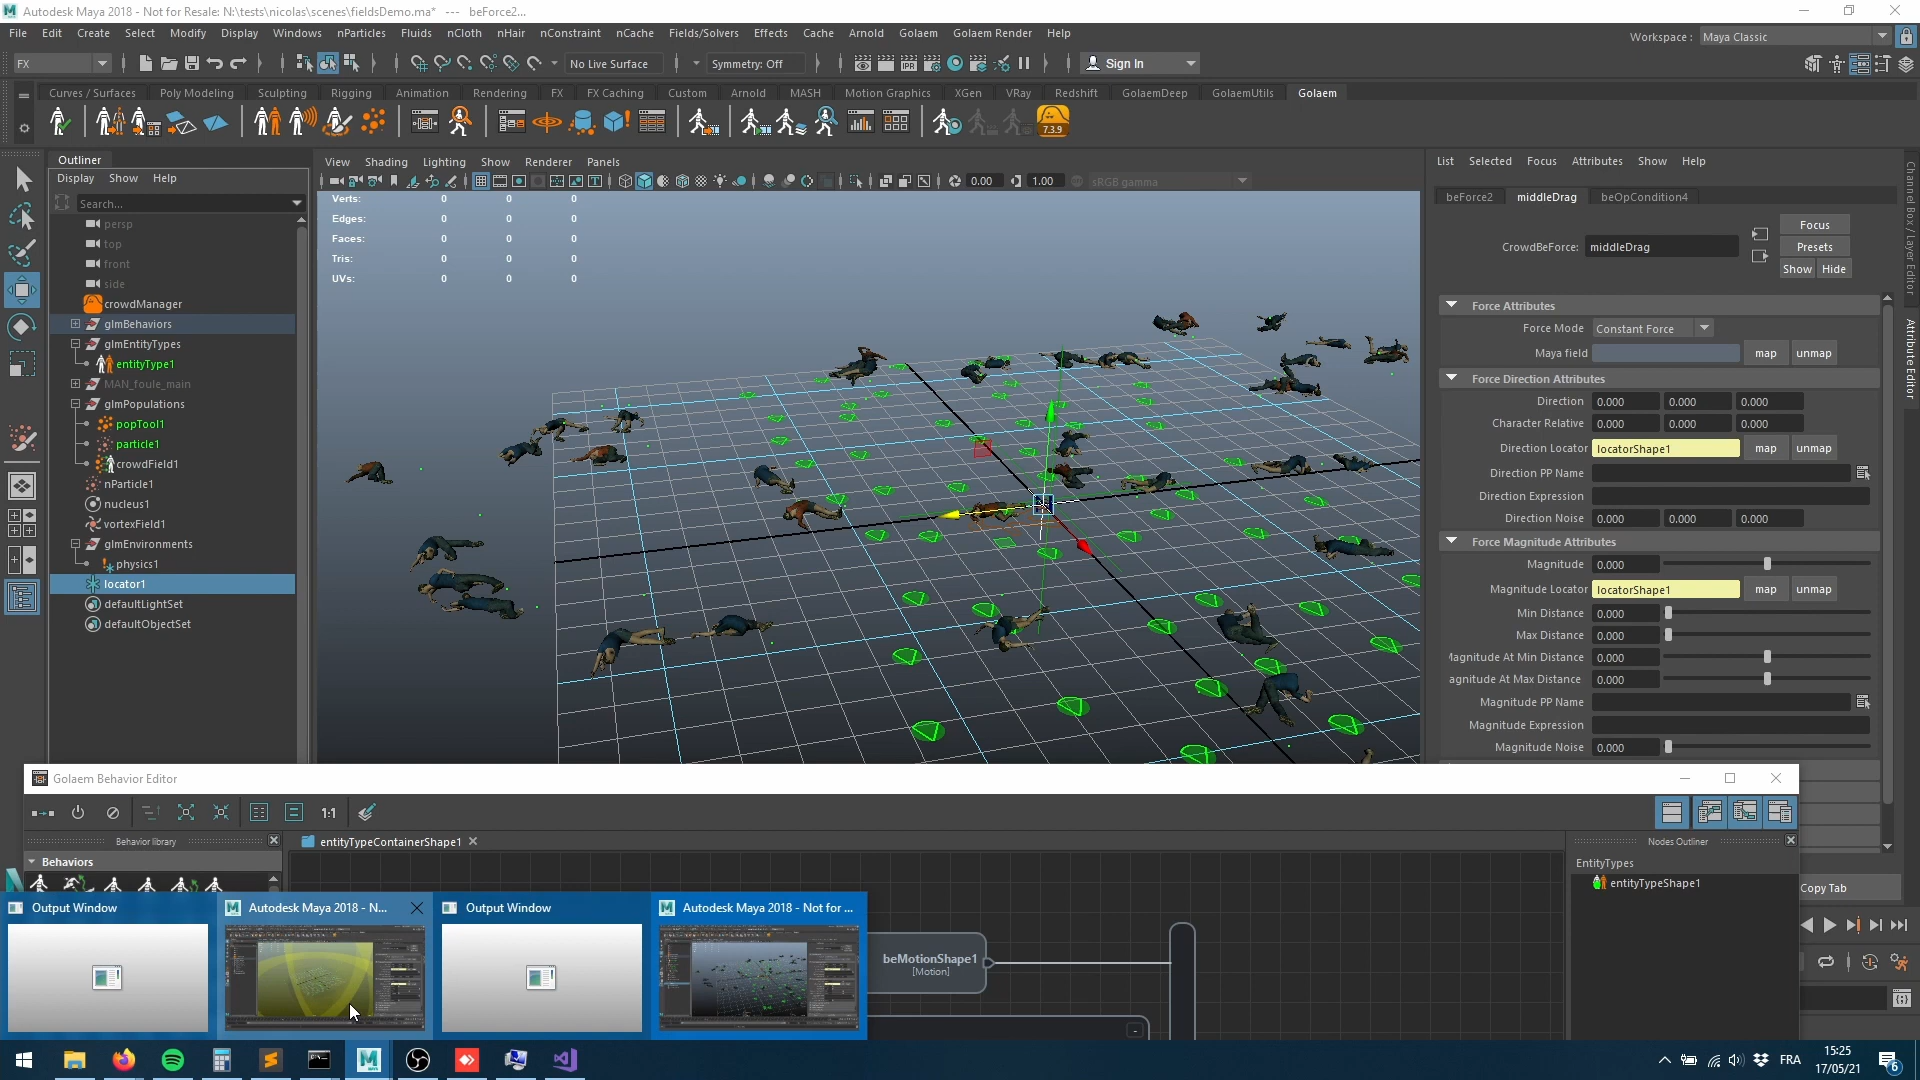 Autodesk Maya 2018 - Not for Resale: N:\tests\nicolas\scenes\fieldsDemo.ma* --- beForce2...
File Edit Create Select Modify Display Windows nParticles Fluids nCloth nHair nConstraint nCache Fields/Solvers Effects Cache Arnold Golaem Golaem Render Help
Workspace : Maya Classic
FX No Live Surface Symmetry: Off Sign In
Curves / Surfaces Poly Modeling Sculpting Rigging Animation Rendering FX FX Caching Custom Arnold MASH Motion Graphics XGen VRay Redshift GolaemDeep GolaemUtils Golaem
7.3.9
Outliner
Display Show Help
Search...
persp
top
front
side
crowdManager
glmBehaviors
glmEntityTypes
entityType1
MAN_foule_main
glmPopulations
popTool1
particle1
crowdField1
nParticle1
nucleus1
vortexField1
glmEnvironments
physics1
locator1
defaultLightSet
defaultObjectSet
View Shading Lighting Show Renderer Panels
0.00 1.00 sRGB gamma
Verts: 0 0 0
Edges: 0 0 0
Faces: 0 0 0
Tris: 0 0 0
UVs: 0 0 0
List Selected Focus Attributes Show Help
beForce2 middleDrag beOpCondition4
CrowdBeForce: middleDrag
Focus
Presets
Show Hide
Force Attributes
Force Mode Constant Force
Maya field map unmap
Force Direction Attributes
Direction 0.000 0.000 0.000
Character Relative 0.000 0.000 0.000
Direction Locator locatorShape1 map unmap
Direction PP Name
Direction Expression
Direction Noise 0.000 0.000 0.000
Force Magnitude Attributes
Magnitude 0.000
Magnitude Locator locatorShape1 map unmap
Min Distance 0.000
Max Distance 0.000
Magnitude At Min Distance 0.000
agnitude At Max Distance 0.000
Magnitude PP Name
Magnitude Expression
Magnitude Noise 0.000
Channel Box / Layer Editor
Attribute Editor
Copy Tab
Golaem Behavior Editor
1:1
Behavior library
Behaviors
entityTypeContainerShape1
Nodes Outliner
EntityTypes
entityTypeShape1
beMotionShape1
[Motion]
Output Window
Autodesk Maya 2018 - N...
Output Window
Autodesk Maya 2018 - Not for ...
FRA
15:25
17/05/21
6